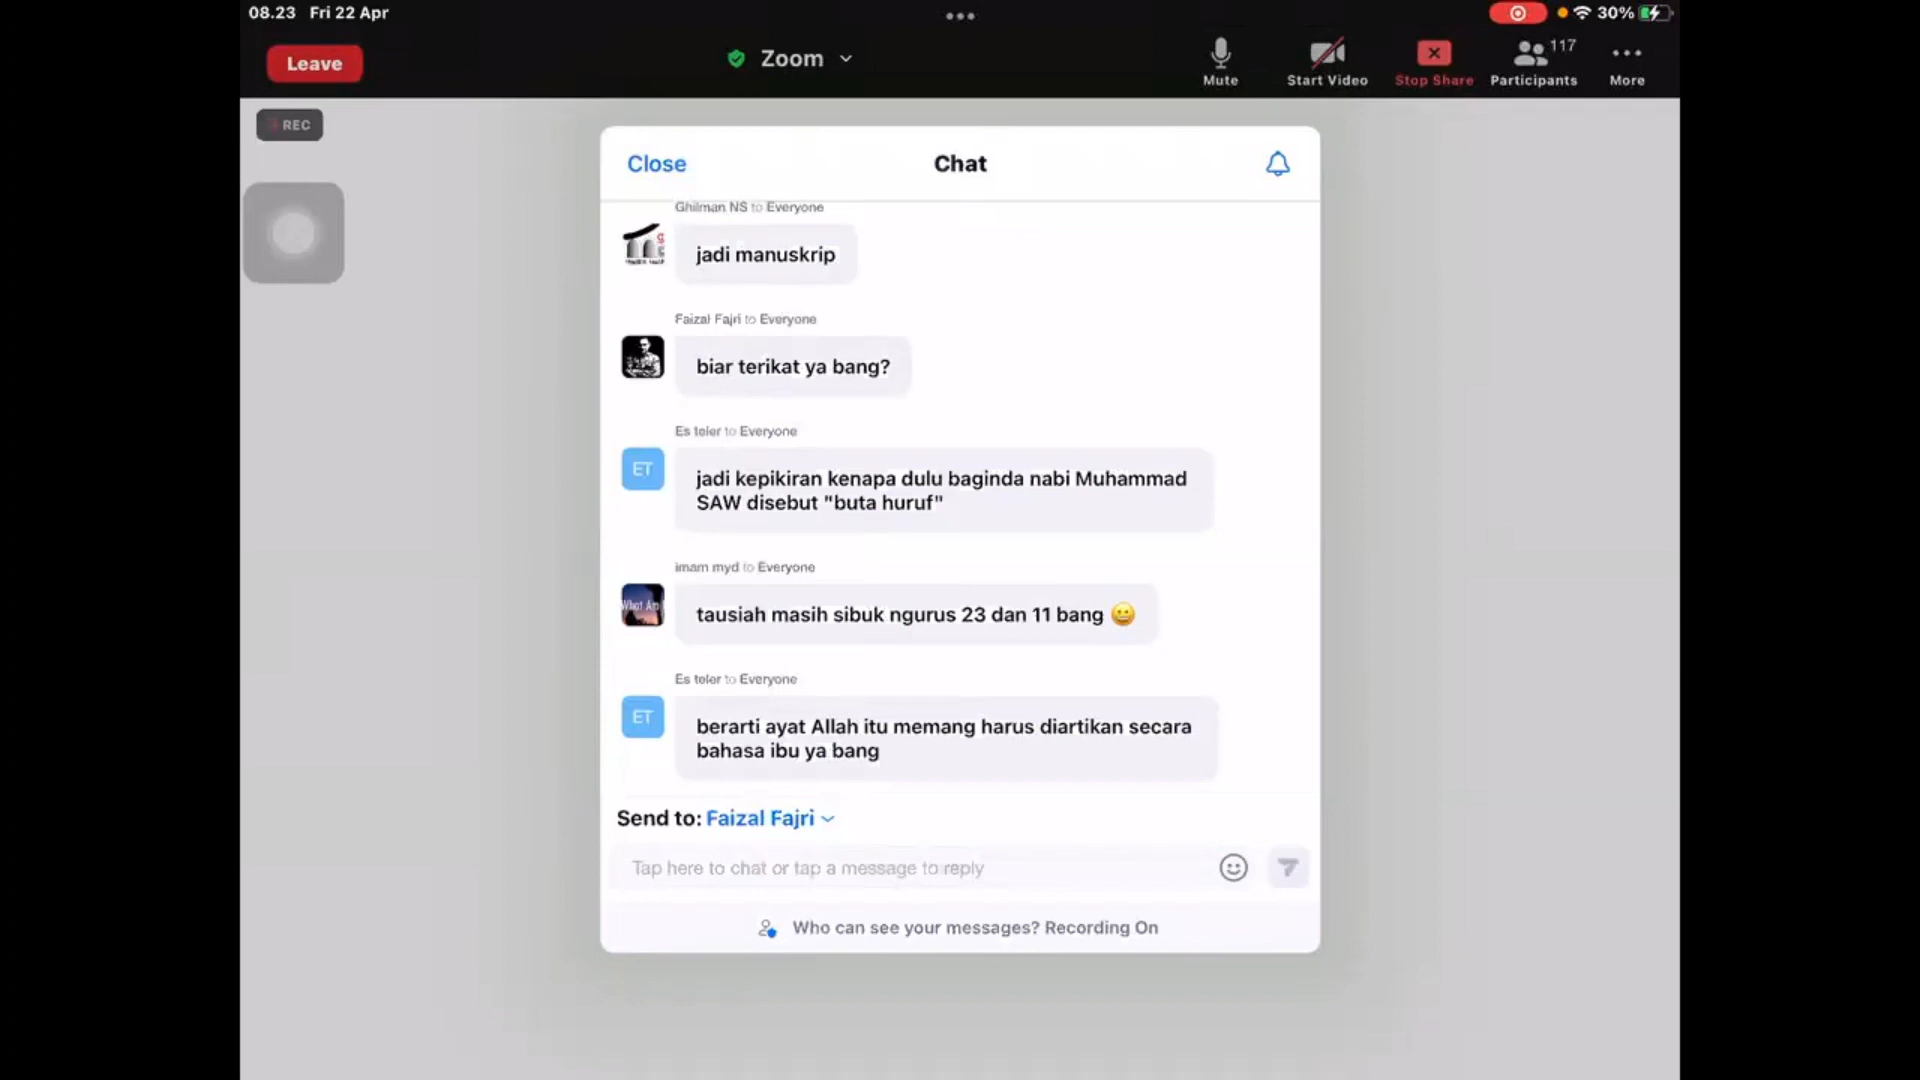 08.23 Fri 22 Apr
30%
Leave
Zoom
Mute
Start Video
Stop Share
Participants
117
More
REC
Close
Chat
Ghilman NS to Everyone
jadi manuskrip
Faizal Fajri to Everyone
biar terikat ya bang?
Es teler to Everyone
ET
jadi kepikiran kenapa dulu baginda nabi Muhammad
SAW disebut "buta huruf"
imam myd to Everyone
What Am
tausiah masih sibuk ngurus 23 dan 11 bang 😀
Es teler to Everyone
ET
berarti ayat Allah itu memang harus diartikan secara
bahasa ibu ya bang
Send to: Faizal Fajri
Tap here to chat or tap a message to reply
Who can see your messages? Recording On